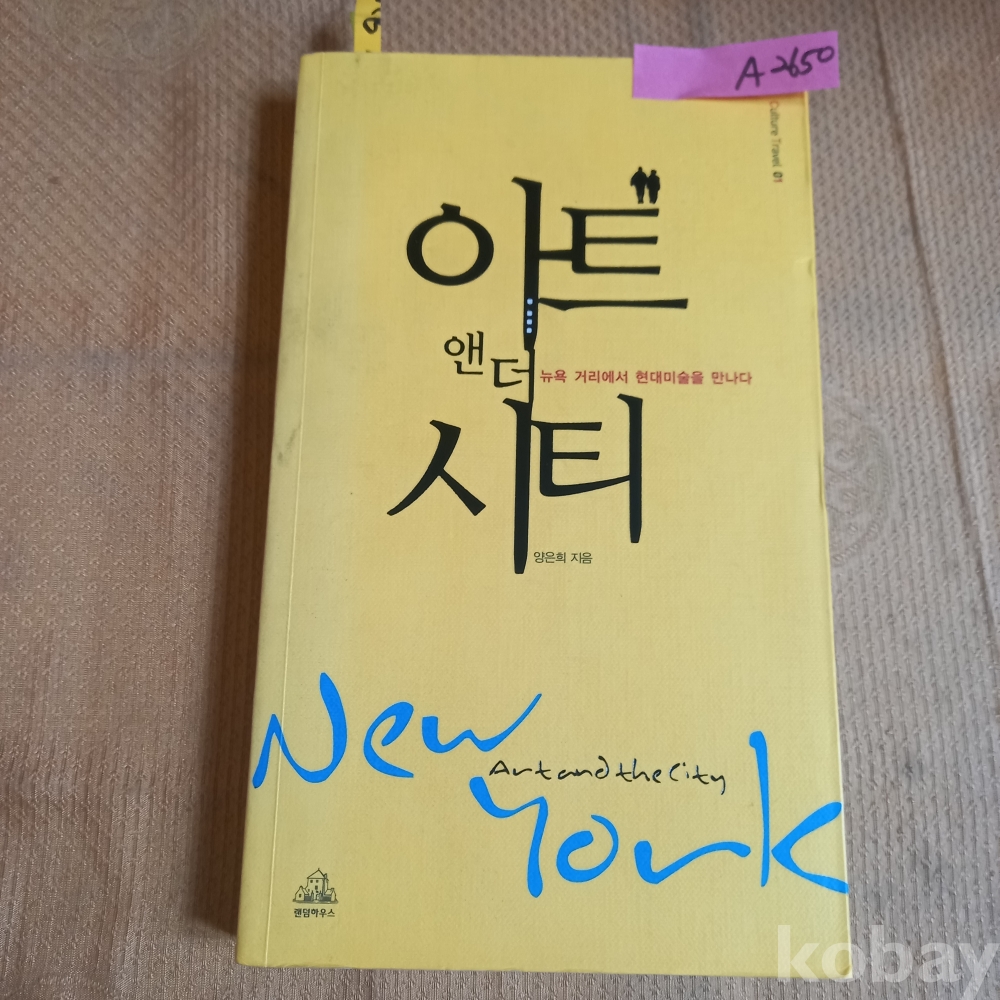 A-2650
Culture Travel 01
아트
앤 더
뉴욕 거리에서 현대미술을 만나다
시티
양은희 지음
New
Art and the City
York
랜덤하우스
kobay